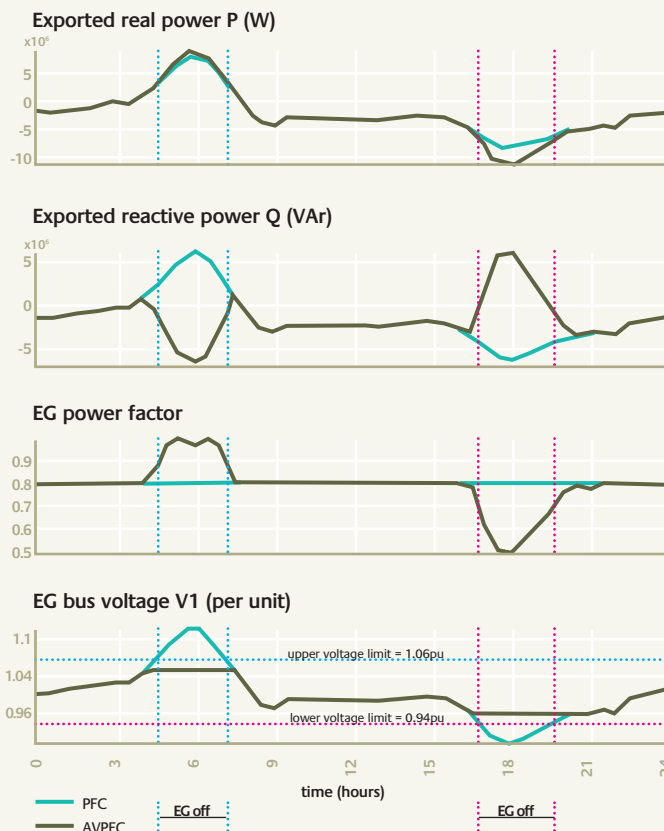 Exported real power P (W)
x10⁶
5
0
-5
-10
Exported reactive power Q (VAr)
x10⁶
5
0
-5
EG power factor
0.9
0.8
0.7
0.6
0.5
EG bus voltage V1 (per unit)
1.1
upper voltage limit = 1.06pu
1.04
0.96
lower voltage limit = 0.94pu
0 3 6 9 12 15 18 21 24
time (hours)
PFC
EG off EG off
AVPFC